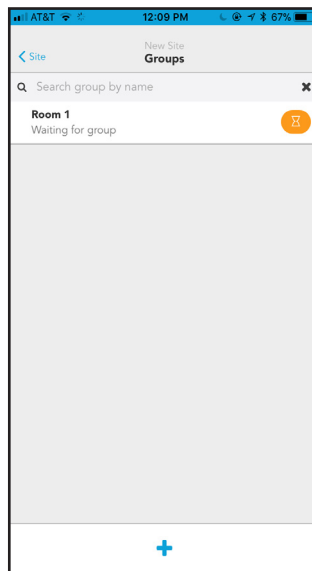 AT&T 12:09 PM 67%
New Site
Site Groups
Search group by name
Room 1
Waiting for group